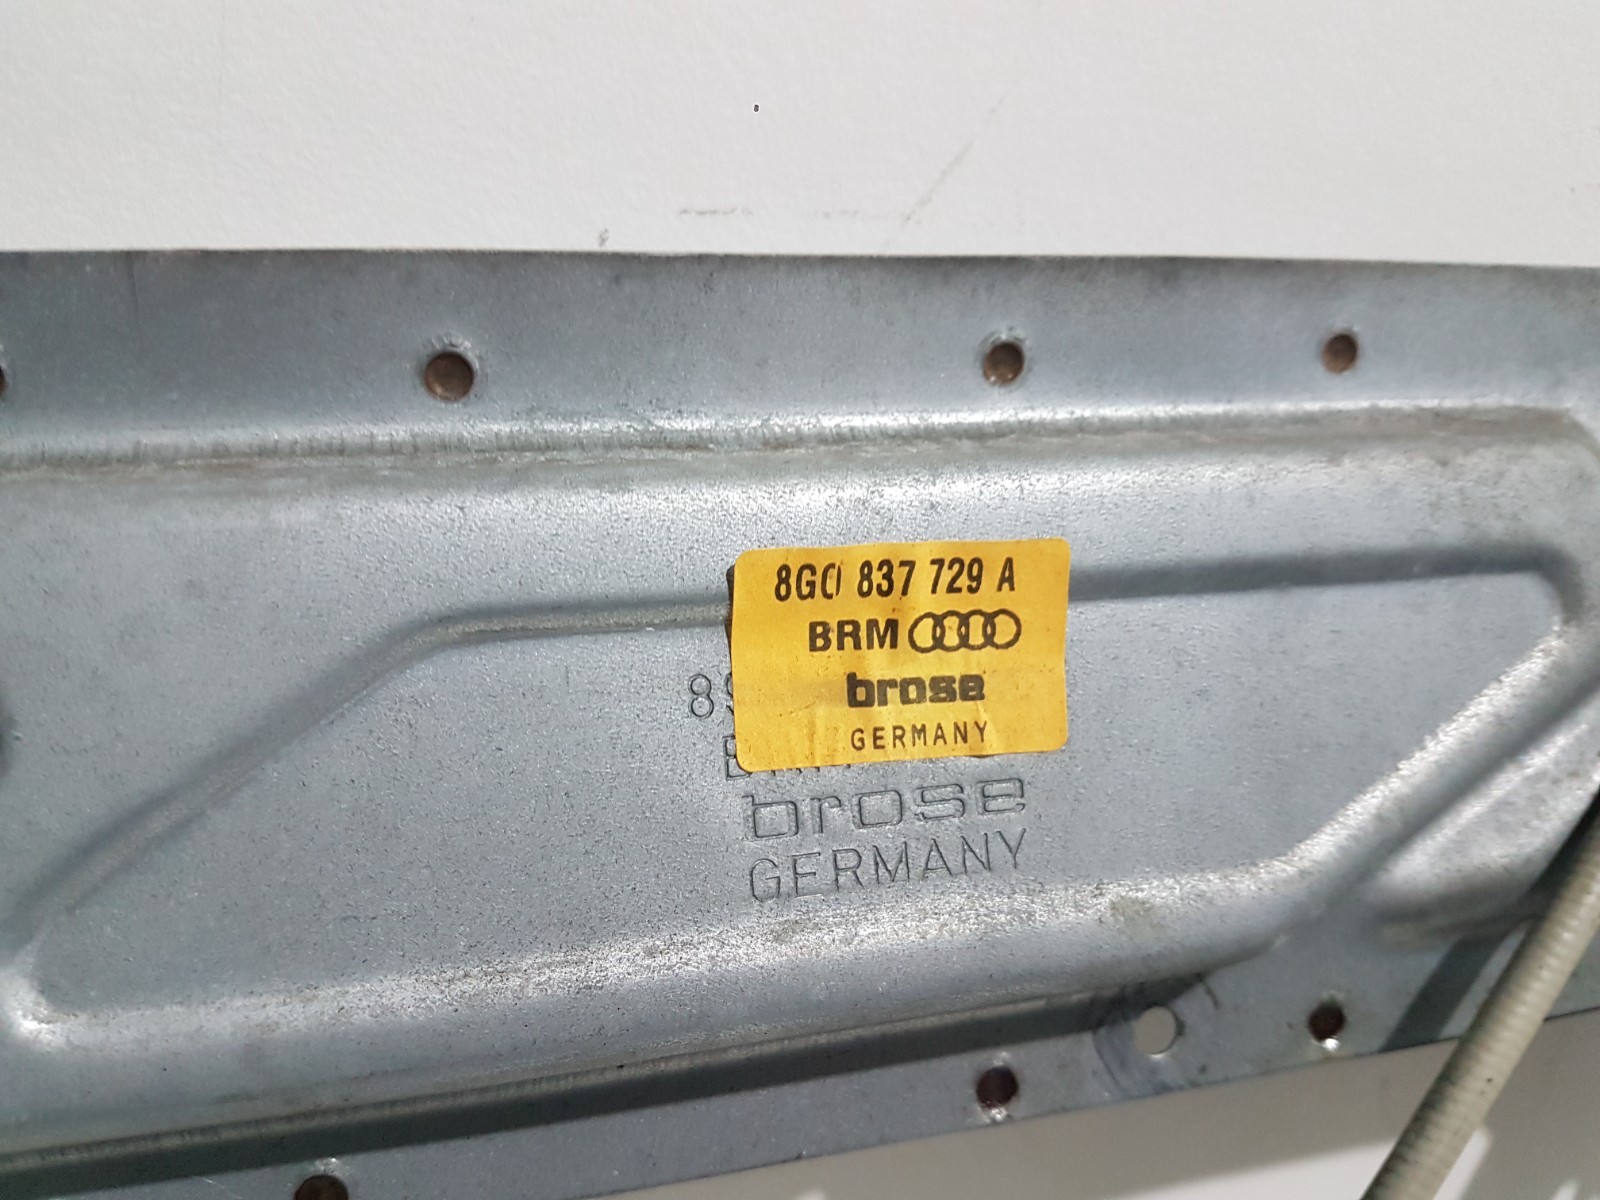 8G0 837 729 A
BRM
brose
GERMANY
brose
GERMANY